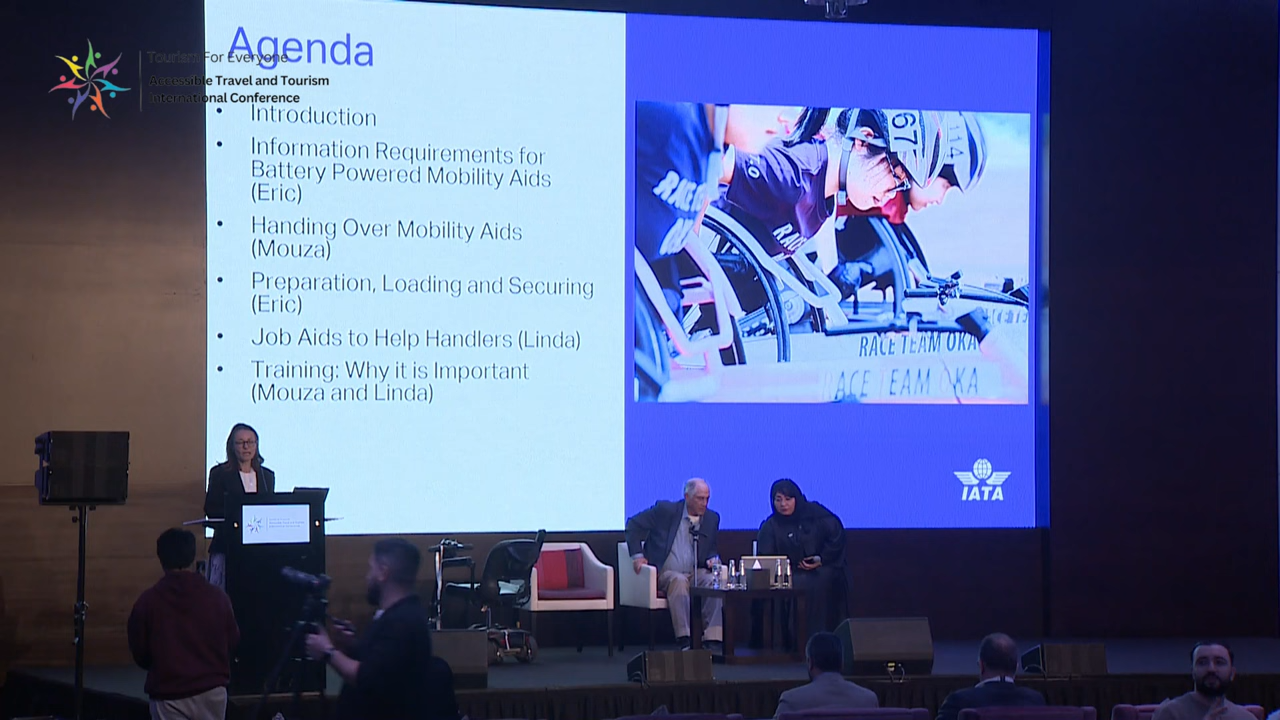 Agenda
Tourism For Everyone
Accessible Travel and Tourism
International Conference
• Introduction
• Information Requirements for
Battery Powered Mobility Aids
(Eric)
• Handing Over Mobility Aids
(Mouza)
• Preparation, Loading and Securing
(Eric)
• Job Aids to Help Handlers (Linda)
• Training: Why it is Important
(Mouza and Linda)
67
114
RACE
RACE TEAM OKA
RACE TEAM OKA
IATA